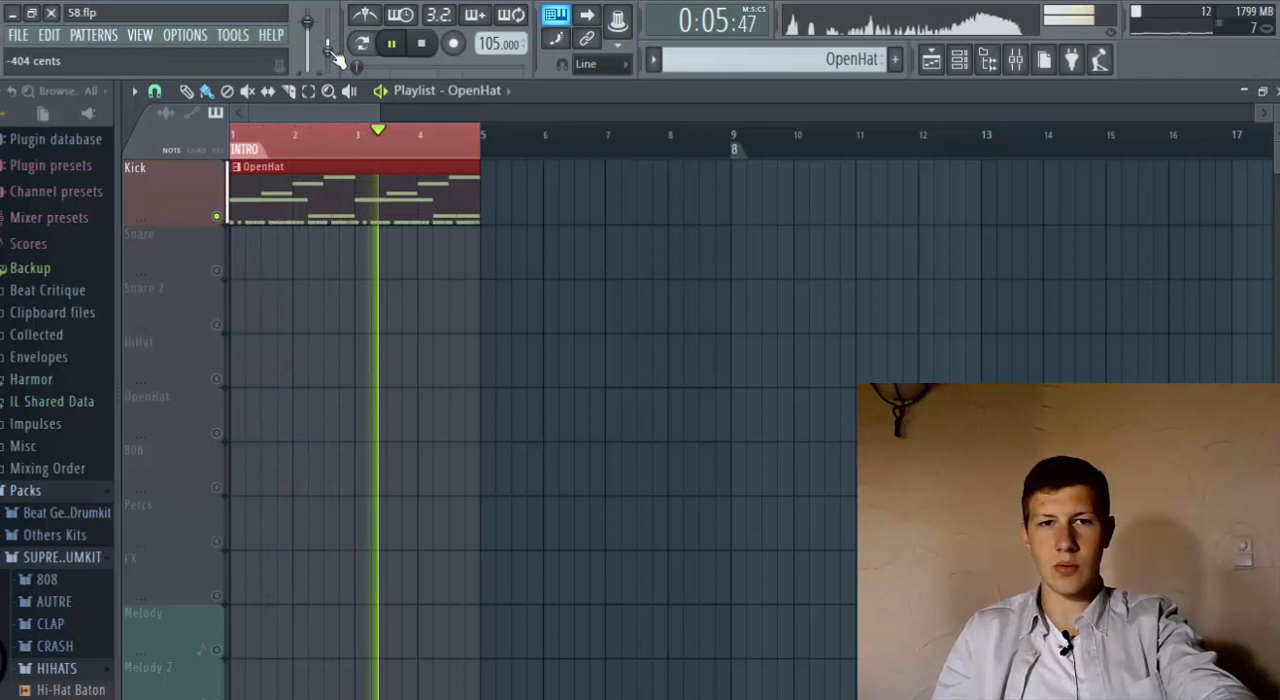 58.flp
FILE EDIT PATTERNS VIEW OPTIONS TOOLS HELP
-404 cents
3.2.
105.000
0:05:47
M:S:CS
12
1799 MB
7
Line
OpenHat
Browse.. All
Playlist - OpenHat
1 2 3 4 5 6 7 8 9 10 11 12 13 14 15 16 17
INTRO
8
NOTE CHAN PAT
Kick
OpenHat
Snare
Snare 2
HiHat
OpenHat
808
Percs
FX
Melody
Melody 2
Plugin database
Plugin presets
Channel presets
Mixer presets
Scores
Backup
Beat Critique
Clipboard files
Collected
Envelopes
Harmor
IL Shared Data
Impulses
Misc
Mixing Order
Packs
Beat Ge..Drumkit
Others Kits
SUPRE..UMKIT
808
AUTRE
CLAP
CRASH
HIHATS
Hi-Hat Baton